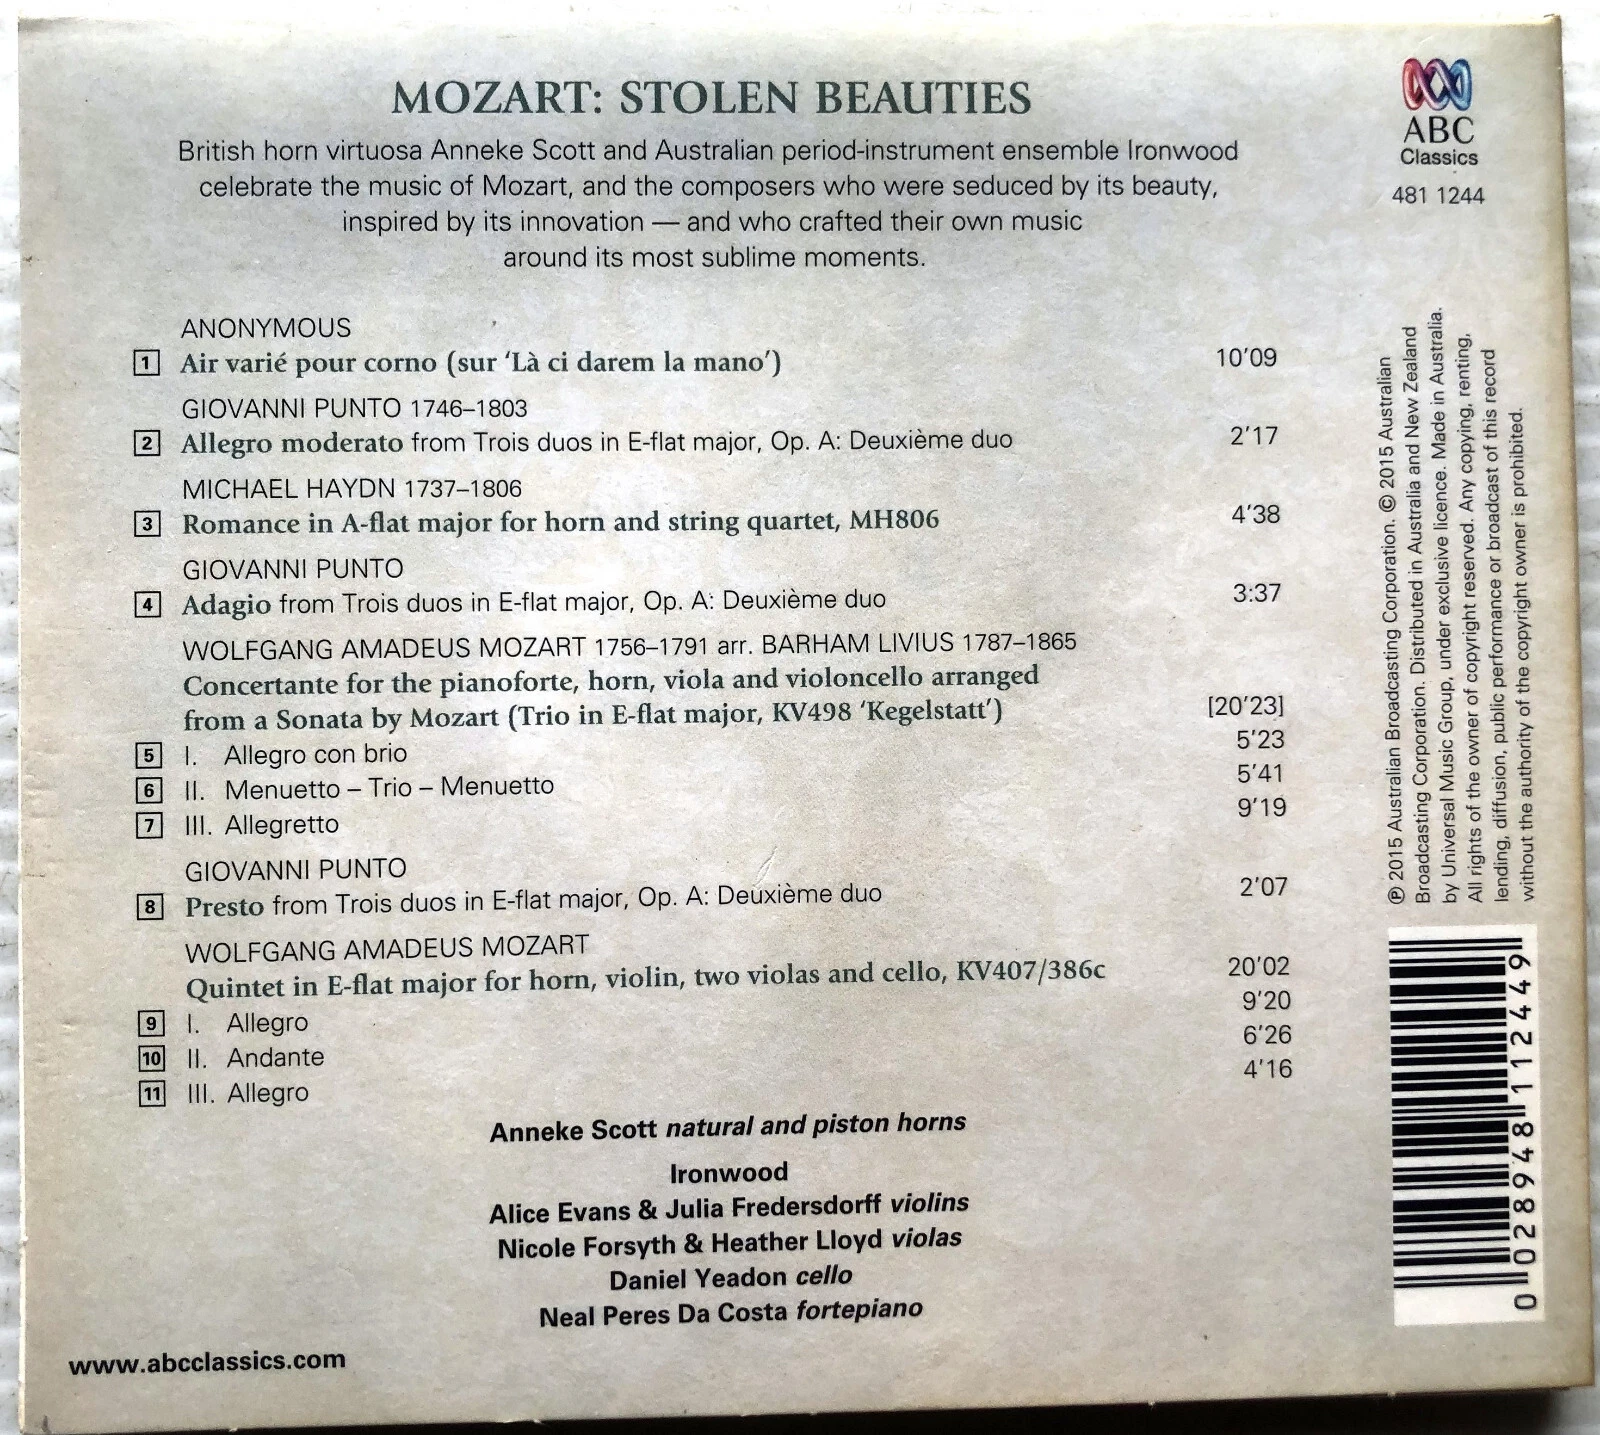 MOZART: STOLEN BEAUTIES
British horn virtuosa Anneke Scott and Australian period-instrument ensemble Ironwood
celebrate the music of Mozart, and the composers who were seduced by its beauty,
inspired by its innovation — and who crafted their own music
around its most sublime moments.
ABC
Classics
481 1244
ANONYMOUS
1 Air varié pour corno (sur ‘Là ci darem la mano’) 10’09
GIOVANNI PUNTO 1746–1803
2 Allegro moderato from Trois duos in E-flat major, Op. A: Deuxième duo 2’17
MICHAEL HAYDN 1737–1806
3 Romance in A-flat major for horn and string quartet, MH806 4’38
GIOVANNI PUNTO
4 Adagio from Trois duos in E-flat major, Op. A: Deuxième duo 3:37
WOLFGANG AMADEUS MOZART 1756–1791 arr. BARHAM LIVIUS 1787–1865
Concertante for the pianoforte, horn, viola and violoncello arranged
from a Sonata by Mozart (Trio in E-flat major, KV498 ‘Kegelstatt’) [20’23]
5 I. Allegro con brio 5’23
6 II. Menuetto – Trio – Menuetto 5’41
7 III. Allegretto 9’19
GIOVANNI PUNTO
8 Presto from Trois duos in E-flat major, Op. A: Deuxième duo 2’07
WOLFGANG AMADEUS MOZART
Quintet in E-flat major for horn, violin, two violas and cello, KV407/386c 20’02
9 I. Allegro 9’20
10 II. Andante 6’26
11 III. Allegro 4’16
Anneke Scott natural and piston horns
Ironwood
Alice Evans & Julia Fredersdorff violins
Nicole Forsyth & Heather Lloyd violas
Daniel Yeadon cello
Neal Peres Da Costa fortepiano
www.abcclassics.com
℗ 2015 Australian Broadcasting Corporation. © 2015 Australian
Broadcasting Corporation. Distributed in Australia and New Zealand
by Universal Music Group, under exclusive licence. Made in Australia.
All rights of the owner of copyright reserved. Any copying, renting,
lending, diffusion, public performance or broadcast of this record
without the authority of the copyright owner is prohibited.
0 028948 112449